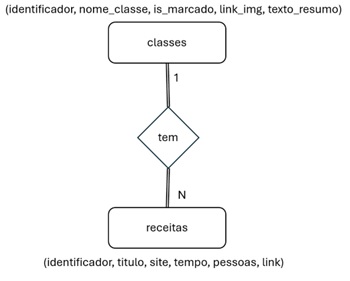 (identificador, nome_classe, is_marcado, link_img, texto_resumo)
classes
1
tem
N
receitas
(identificador, titulo, site, tempo, pessoas, link)